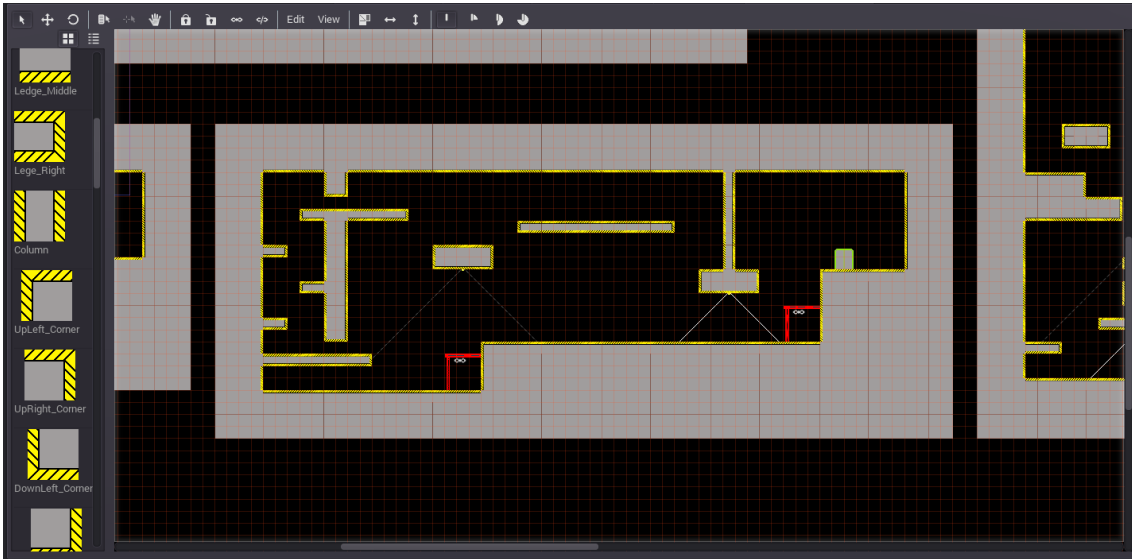 Edit View
Ledge_Middle
Lege_Right
Column
UpLeft_Corner
UpRight_Corner
DownLeft_Corner